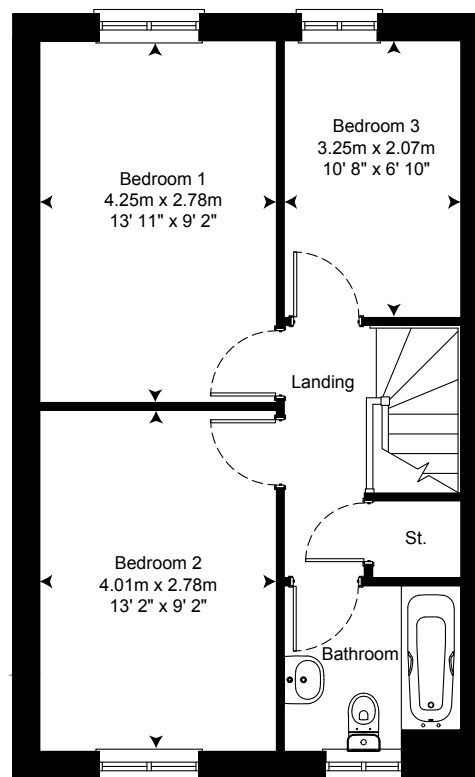 Bedroom 1
4.25m x 2.78m
13' 11" x 9' 2"
Bedroom 3
3.25m x 2.07m
10' 8" x 6' 10"
Landing
Bedroom 2
4.01m x 2.78m
13' 2" x 9' 2"
St.
Bathroom